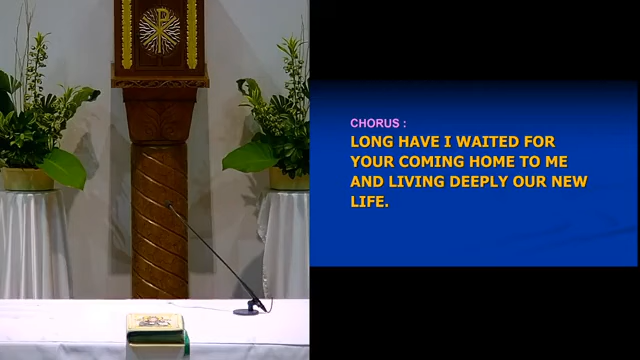 CHORUS :
LONG HAVE I WAITED FOR
YOUR COMING HOME TO ME
AND LIVING DEEPLY OUR NEW
LIFE.